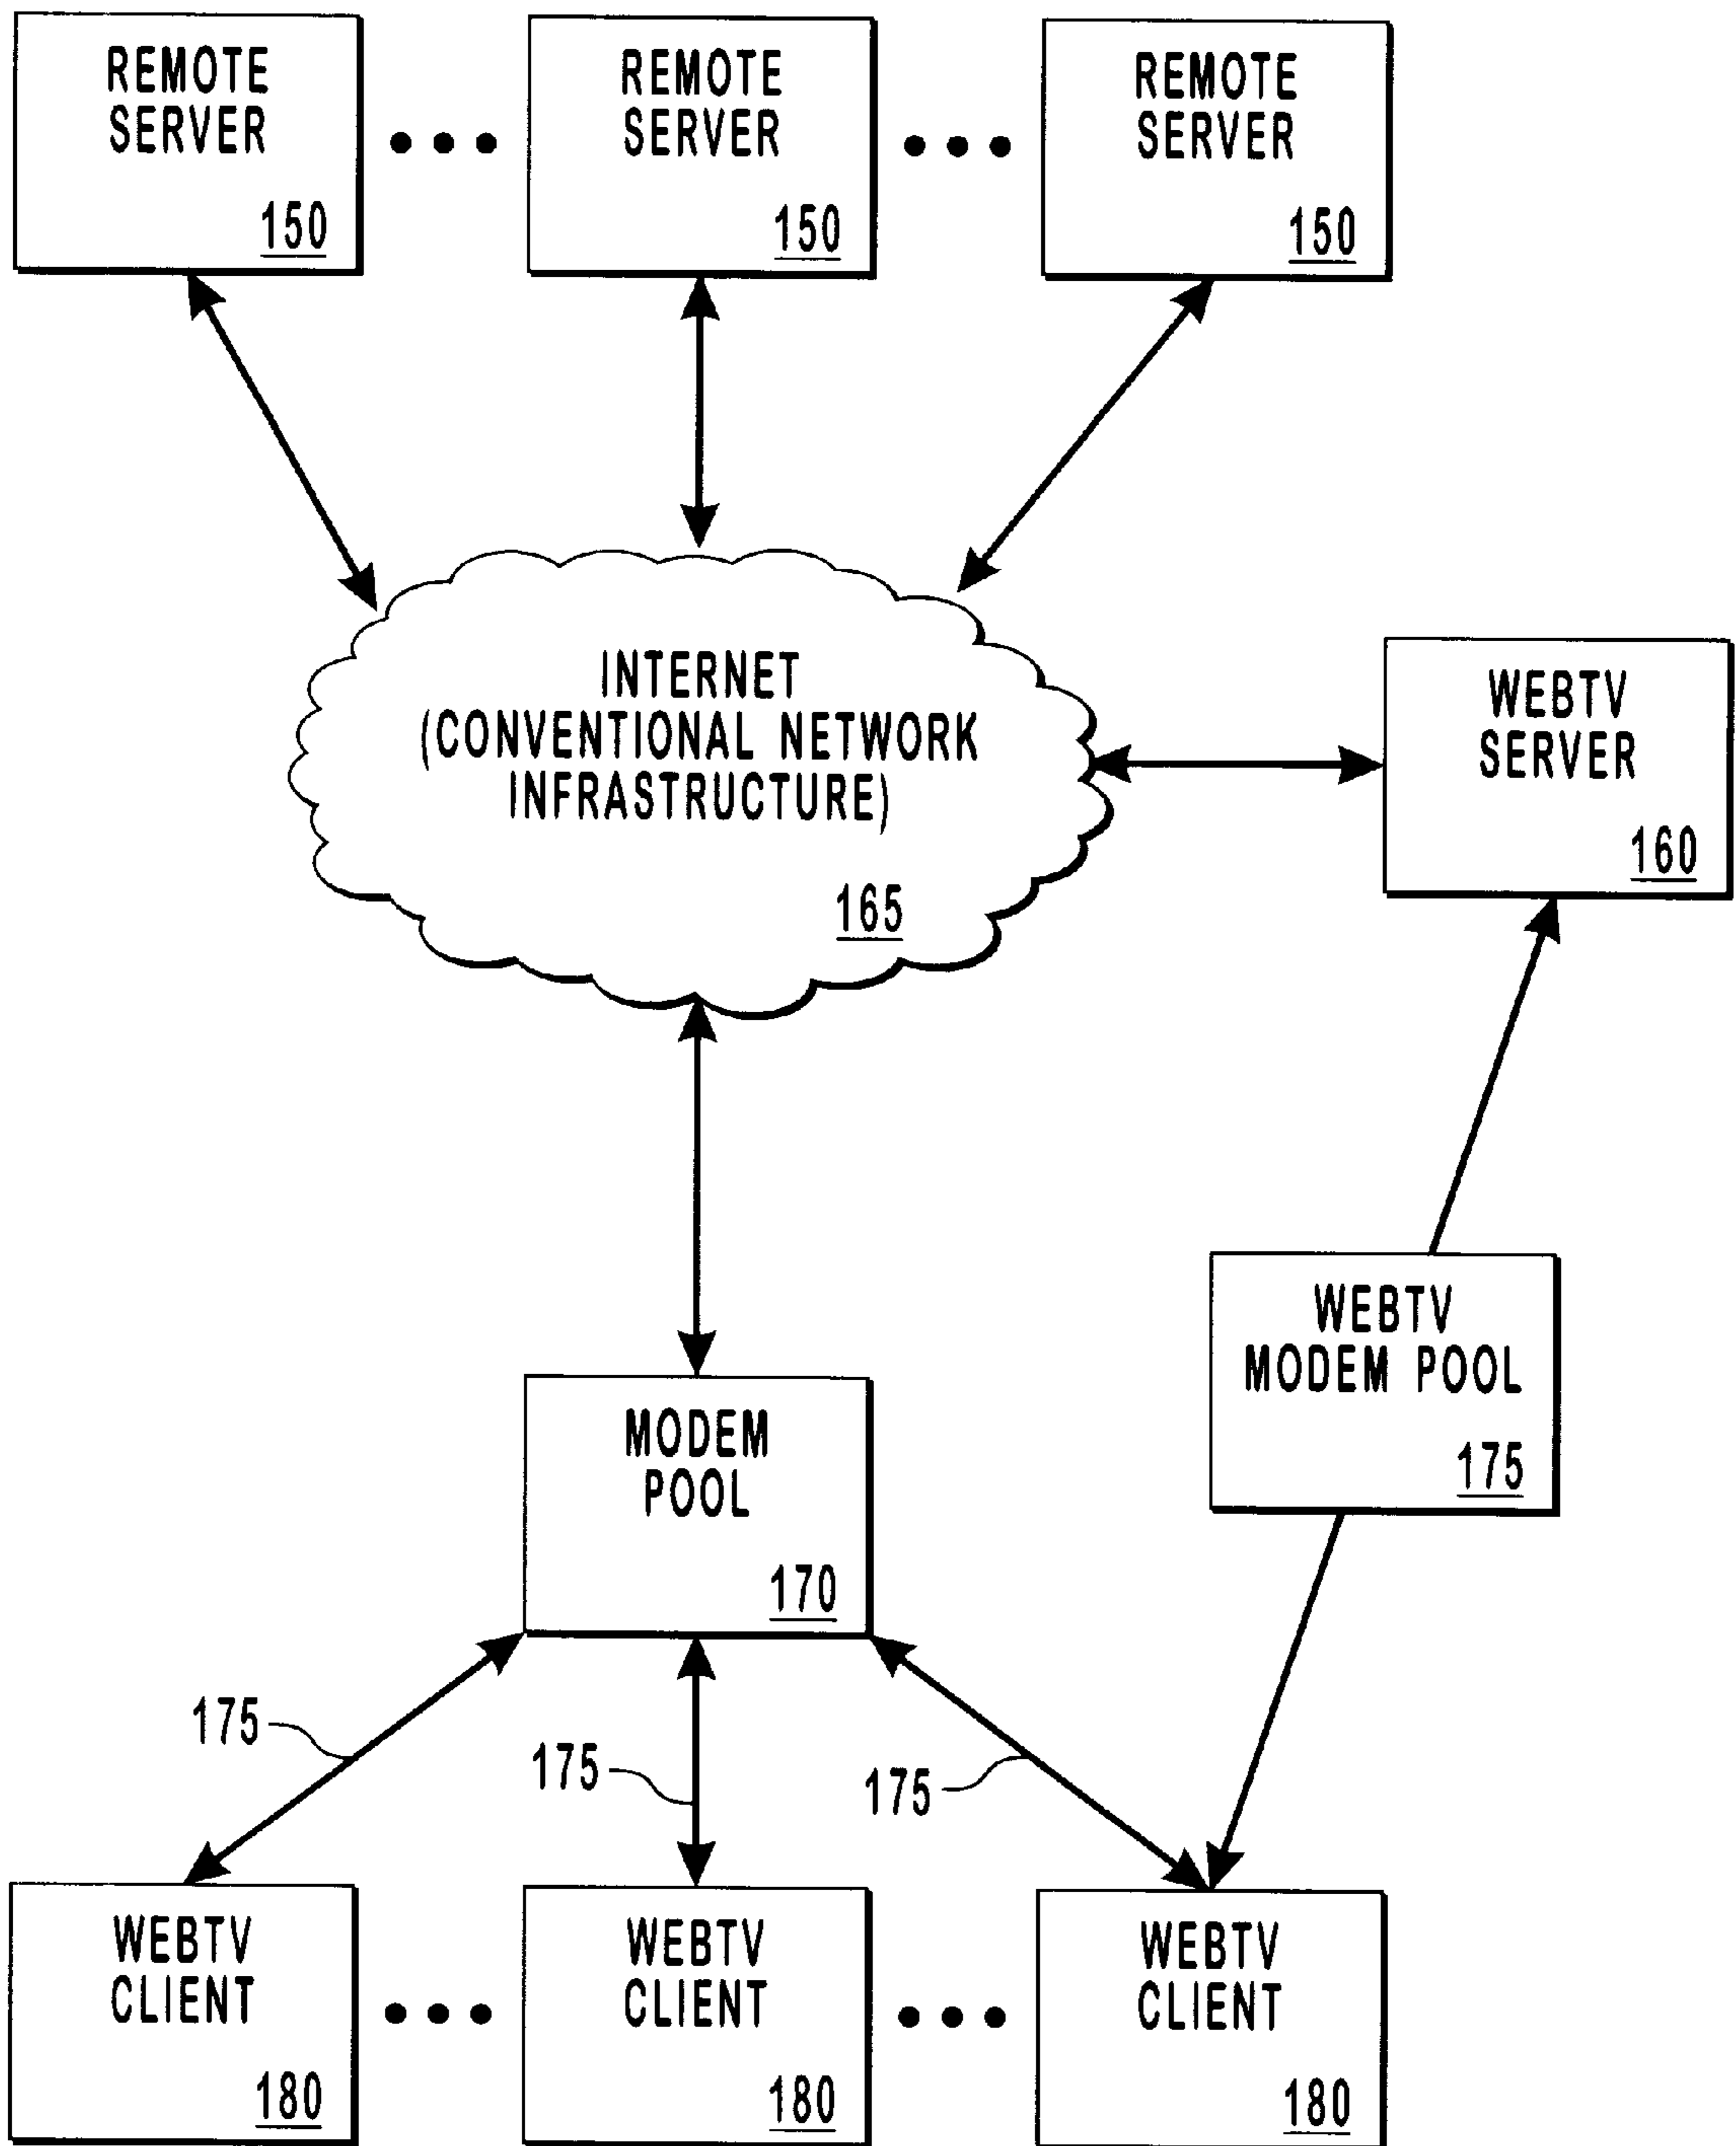 REMOTE
SERVER
150
REMOTE
SERVER
150
REMOTE
SERVER
150
INTERNET
(CONVENTIONAL NETWORK
INFRASTRUCTURE)
165
WEBTV
SERVER
160
WEBTV
MODEM POOL
175
MODEM
POOL
170
175
175
175
WEBTV
CLIENT
180
WEBTV
CLIENT
180
WEBTV
CLIENT
180